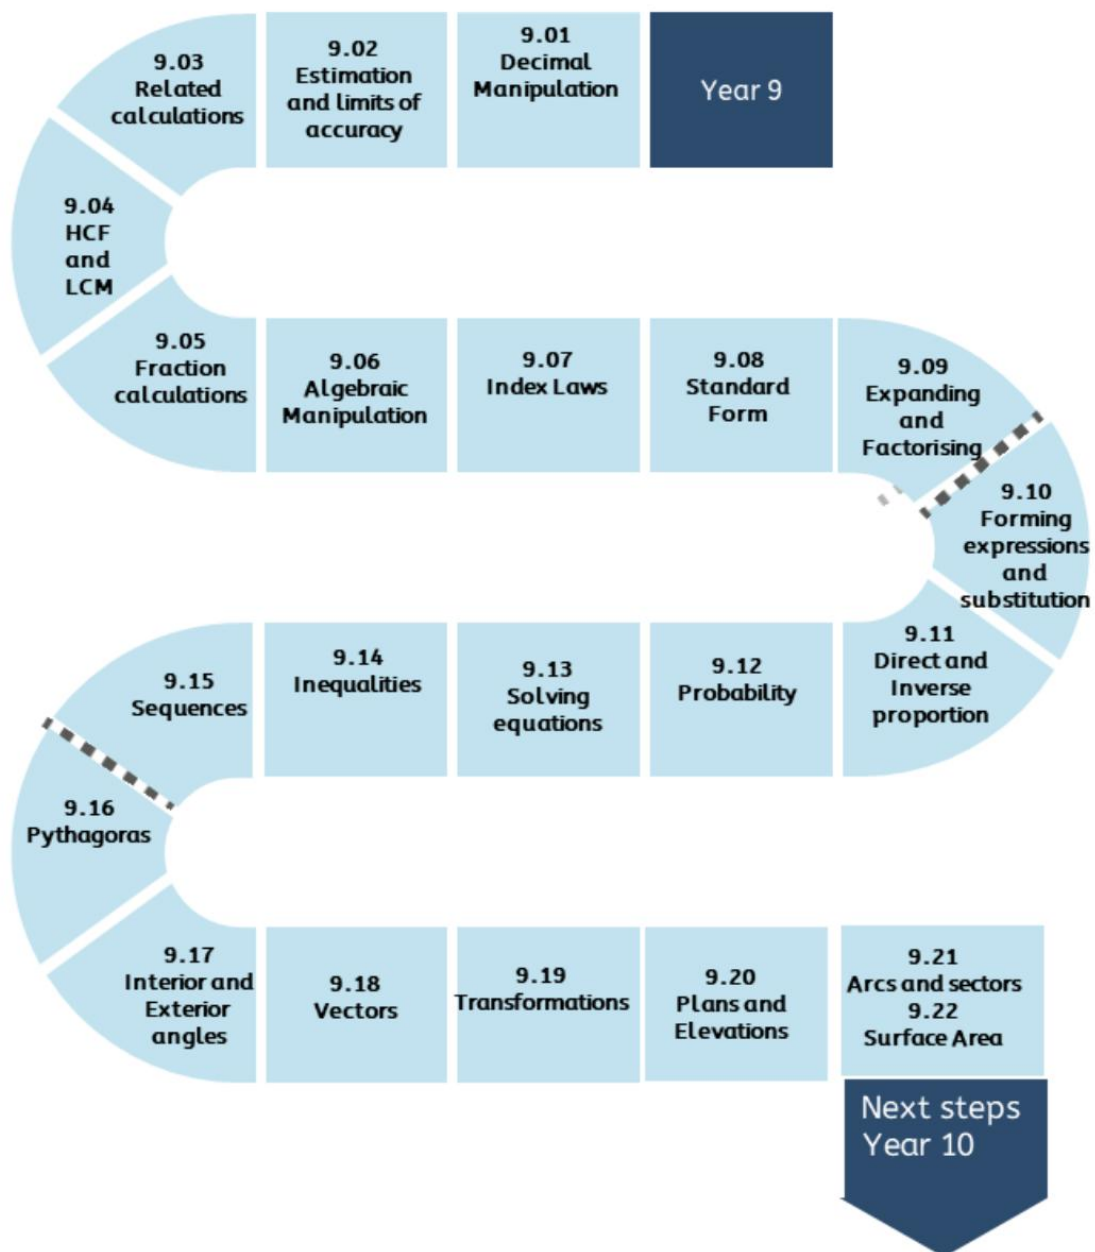 Year 9
9.01
Decimal
Manipulation
9.02
Estimation
and limits of
accuracy
9.03
Related
calculations
9.04
HCF
and
LCM
9.05
Fraction
calculations
9.06
Algebraic
Manipulation
9.07
Index Laws
9.08
Standard
Form
9.09
Expanding
and
Factorising
9.10
Forming
expressions
and
substitution
9.11
Direct and
Inverse
proportion
9.12
Probability
9.13
Solving
equations
9.14
Inequalities
9.15
Sequences
9.16
Pythagoras
9.17
Interior and
Exterior
angles
9.18
Vectors
9.19
Transformations
9.20
Plans and
Elevations
9.21
Arcs and sectors
9.22
Surface Area
Next steps
Year 10